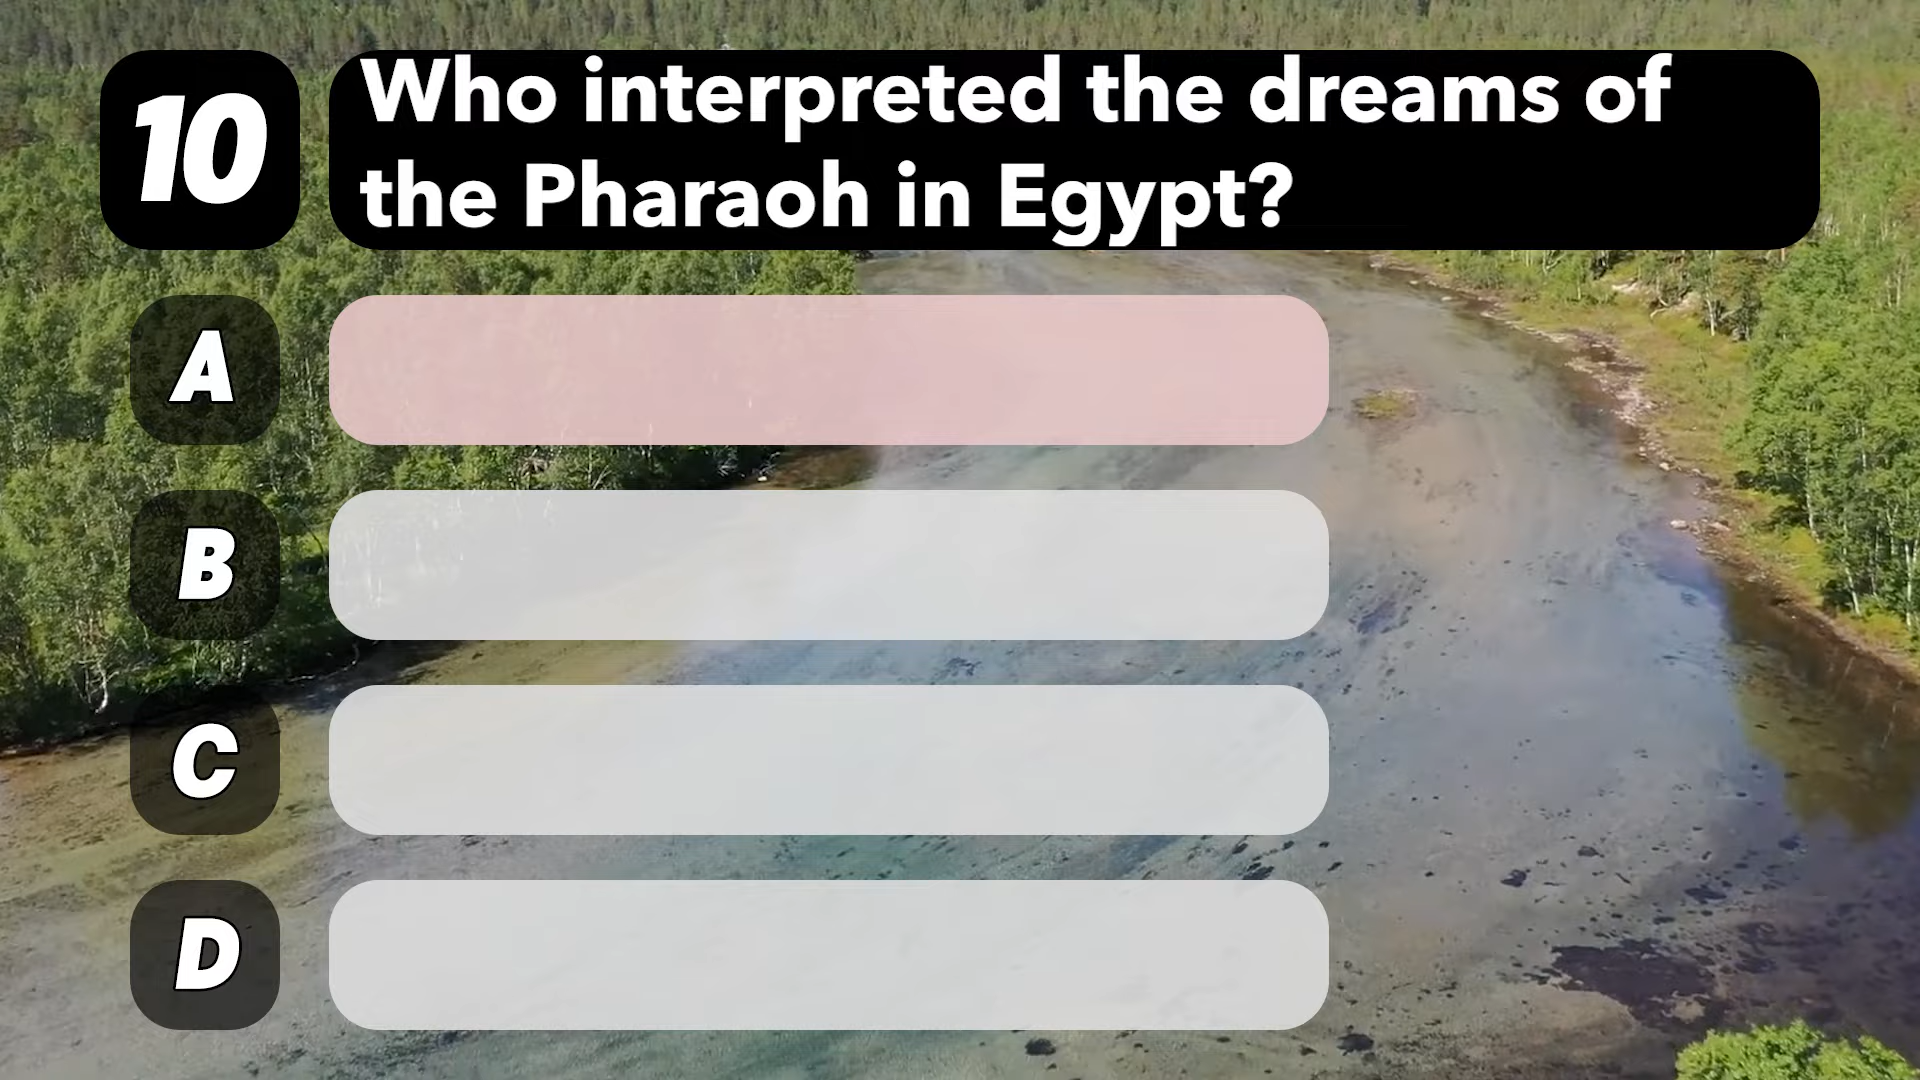 10
Who interpreted the dreams of
the Pharaoh in Egypt?
A
B
C
D